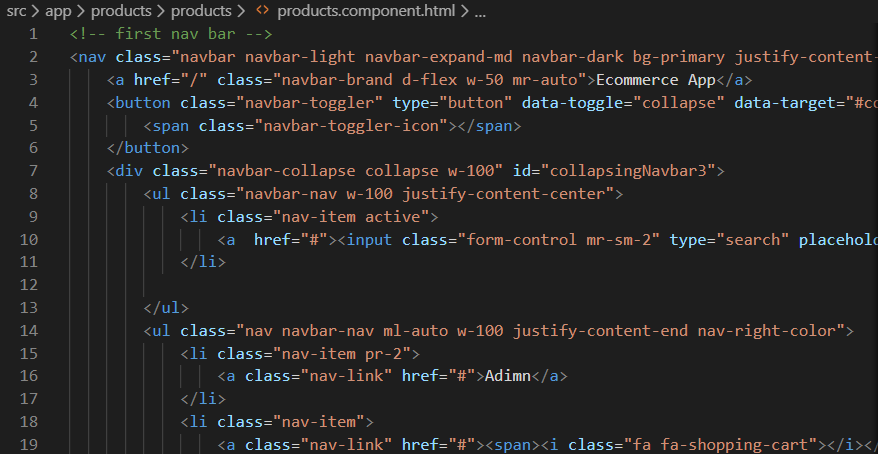 src > app > products > products > <> products.component.html > ...
1 <!-- first nav bar -->
2 <nav class="navbar navbar-light navbar-expand-md navbar-dark bg-primary justify-content-
3 <a href="/" class="navbar-brand d-flex w-50 mr-auto">Ecommerce App</a>
4 <button class="navbar-toggler" type="button" data-toggle="collapse" data-target="#co
5 <span class="navbar-toggler-icon"></span>
6 </button>
7 <div class="navbar-collapse collapse w-100" id="collapsingNavbar3">
8 <ul class="navbar-nav w-100 justify-content-center">
9 <li class="nav-item active">
10 <a  href="#"><input class="form-control mr-sm-2" type="search" placehold
11 </li>
12
13 </ul>
14 <ul class="nav navbar-nav ml-auto w-100 justify-content-end nav-right-color">
15 <li class="nav-item pr-2">
16 <a class="nav-link" href="#">Adimn</a>
17 </li>
18 <li class="nav-item">
19 <a class="nav-link" href="#"><span><i class="fa fa-shopping-cart"></i></